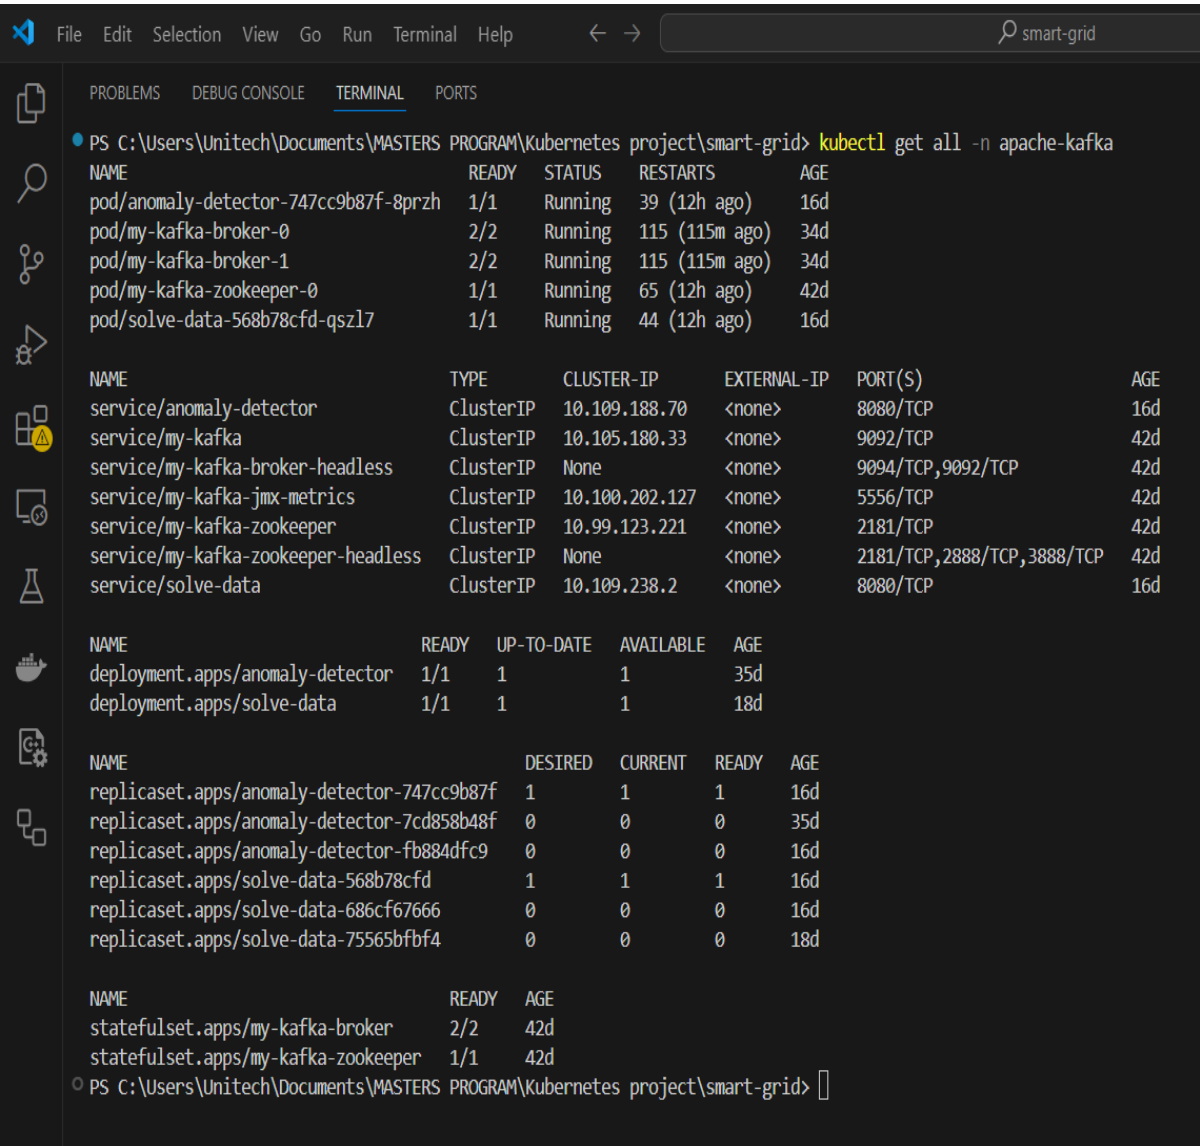 File Edit Selection View Go Run Terminal Help smart-grid
PROBLEMS DEBUG CONSOLE TERMINAL PORTS
PS C:\Users\Unitech\Documents\MASTERS PROGRAM\Kubernetes project\smart-grid> kubectl get all -n apache-kafka
NAME READY STATUS RESTARTS AGE
pod/anomaly-detector-747cc9b87f-8przh 1/1 Running 39 (12h ago) 16d
pod/my-kafka-broker-0 2/2 Running 115 (115m ago) 34d
pod/my-kafka-broker-1 2/2 Running 115 (115m ago) 34d
pod/my-kafka-zookeeper-0 1/1 Running 65 (12h ago) 42d
pod/solve-data-568b78cfd-qszl7 1/1 Running 44 (12h ago) 16d
NAME TYPE CLUSTER-IP EXTERNAL-IP PORT(S) AGE
service/anomaly-detector ClusterIP 10.109.188.70 <none> 8080/TCP 16d
service/my-kafka ClusterIP 10.105.180.33 <none> 9092/TCP 42d
service/my-kafka-broker-headless ClusterIP None <none> 9094/TCP,9092/TCP 42d
service/my-kafka-jmx-metrics ClusterIP 10.100.202.127 <none> 5556/TCP 42d
service/my-kafka-zookeeper ClusterIP 10.99.123.221 <none> 2181/TCP 42d
service/my-kafka-zookeeper-headless ClusterIP None <none> 2181/TCP,2888/TCP,3888/TCP 42d
service/solve-data ClusterIP 10.109.238.2 <none> 8080/TCP 16d
NAME READY UP-TO-DATE AVAILABLE AGE
deployment.apps/anomaly-detector 1/1 1 1 35d
deployment.apps/solve-data 1/1 1 1 18d
NAME DESIRED CURRENT READY AGE
replicaset.apps/anomaly-detector-747cc9b87f 1 1 1 16d
replicaset.apps/anomaly-detector-7cd858b48f 0 0 0 35d
replicaset.apps/anomaly-detector-fb884dfc9 0 0 0 16d
replicaset.apps/solve-data-568b78cfd 1 1 1 16d
replicaset.apps/solve-data-686cf67666 0 0 0 16d
replicaset.apps/solve-data-75565bfbf4 0 0 0 18d
NAME READY AGE
statefulset.apps/my-kafka-broker 2/2 42d
statefulset.apps/my-kafka-zookeeper 1/1 42d
PS C:\Users\Unitech\Documents\MASTERS PROGRAM\Kubernetes project\smart-grid>